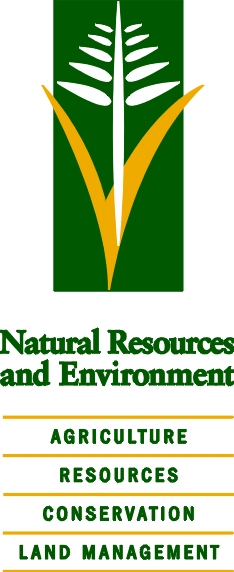 Natural Resources
and Environment
AGRICULTURE
RESOURCES
CONSERVATION
LAND MANAGEMENT